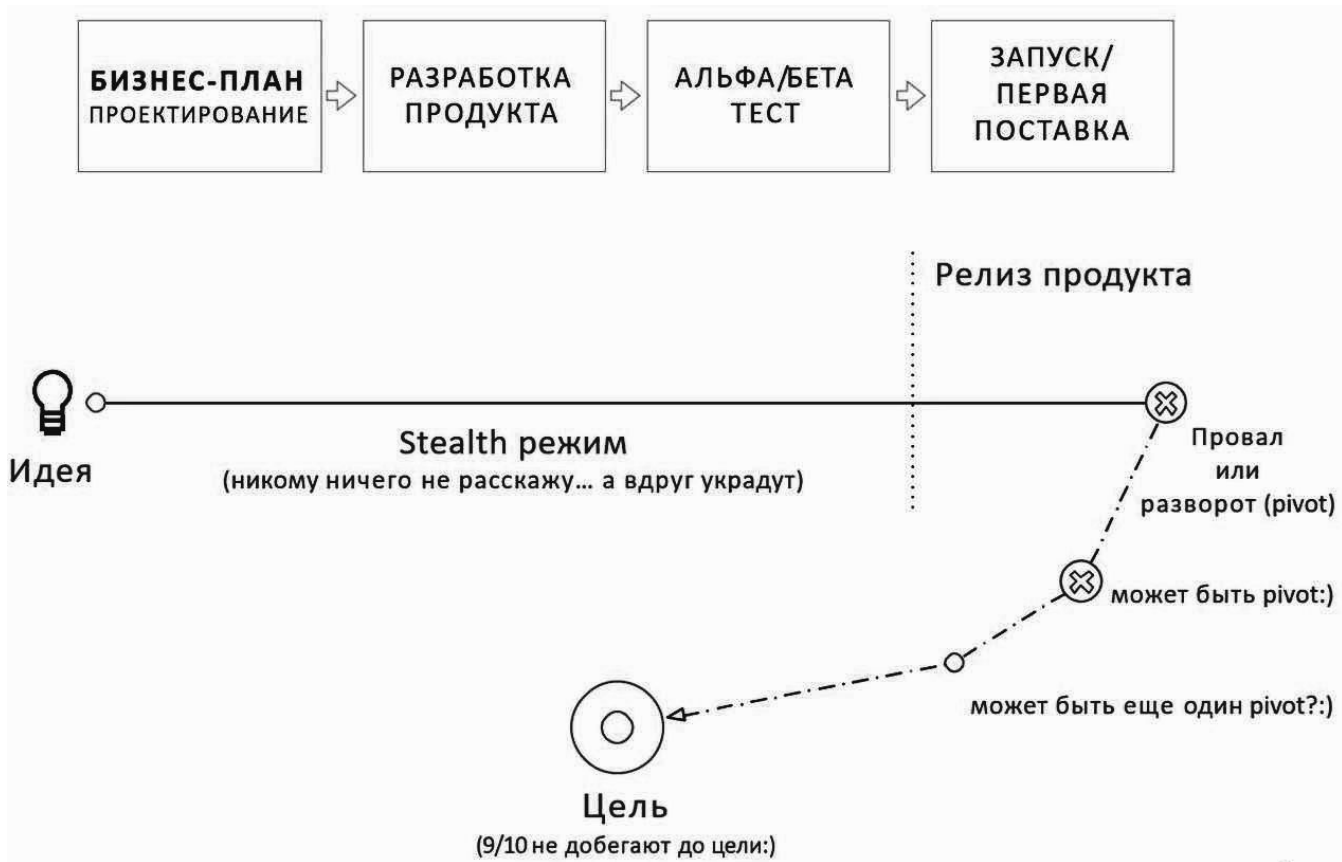 БИЗНЕС-ПЛАН
ПРОЕКТИРОВАНИЕ
РАЗРАБОТКА
ПРОДУКТА
АЛЬФА/БЕТА
ТЕСТ
ЗАПУСК/
ПЕРВАЯ
ПОСТАВКА
Релиз продукта
Идея
Stealth режим
(никому ничего не расскажу... а вдруг украдут)
Провал
или
разворот (pivot)
может быть pivot:)
может быть еще один pivot?:)
Цель
(9/10 не добегают до цели:)